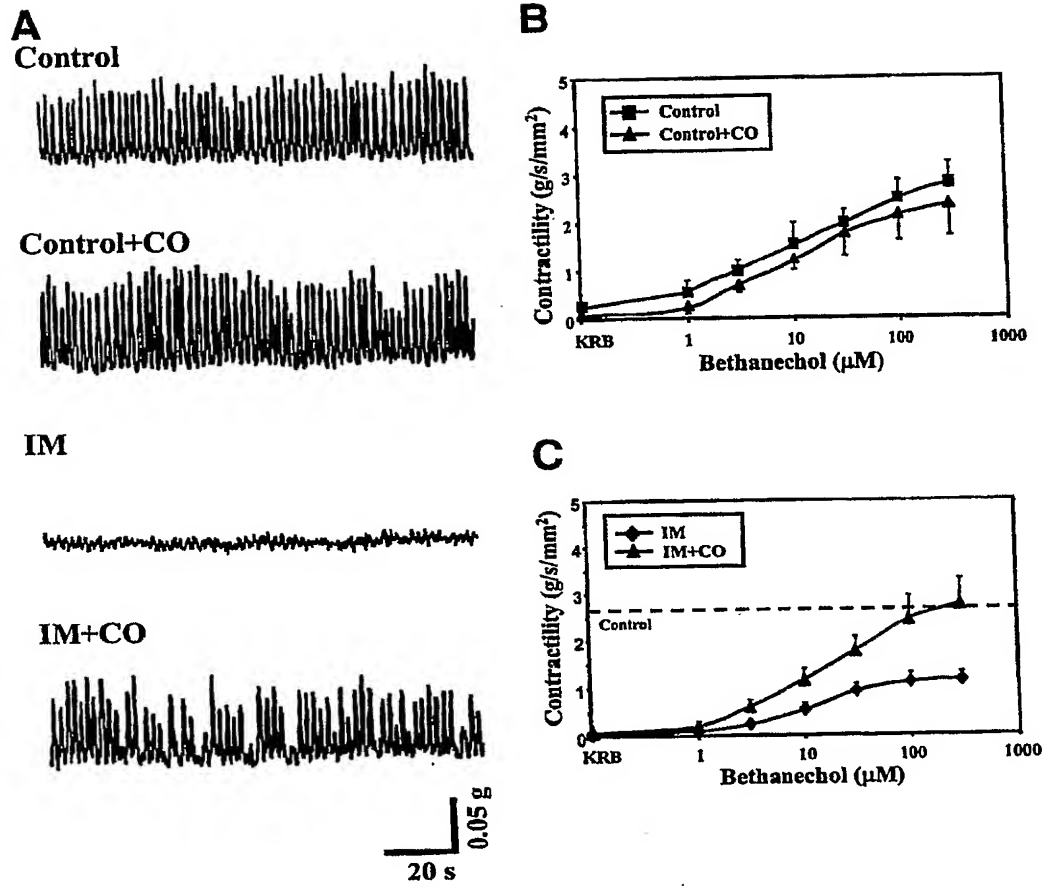 A
Control
Control+CO
IM
IM+CO
0.05 g
20 s
B
Contractility (g/s/mm²)
5
4
3
2
1
0
Control
Control+CO
KRB 1 10 100 1000
Bethanechol (µM)
C
Contractility (g/s/mm²)
5
4
3
2
1
0
IM
IM+CO
Control
KRB 1 10 100 1000
Bethanechol (µM)